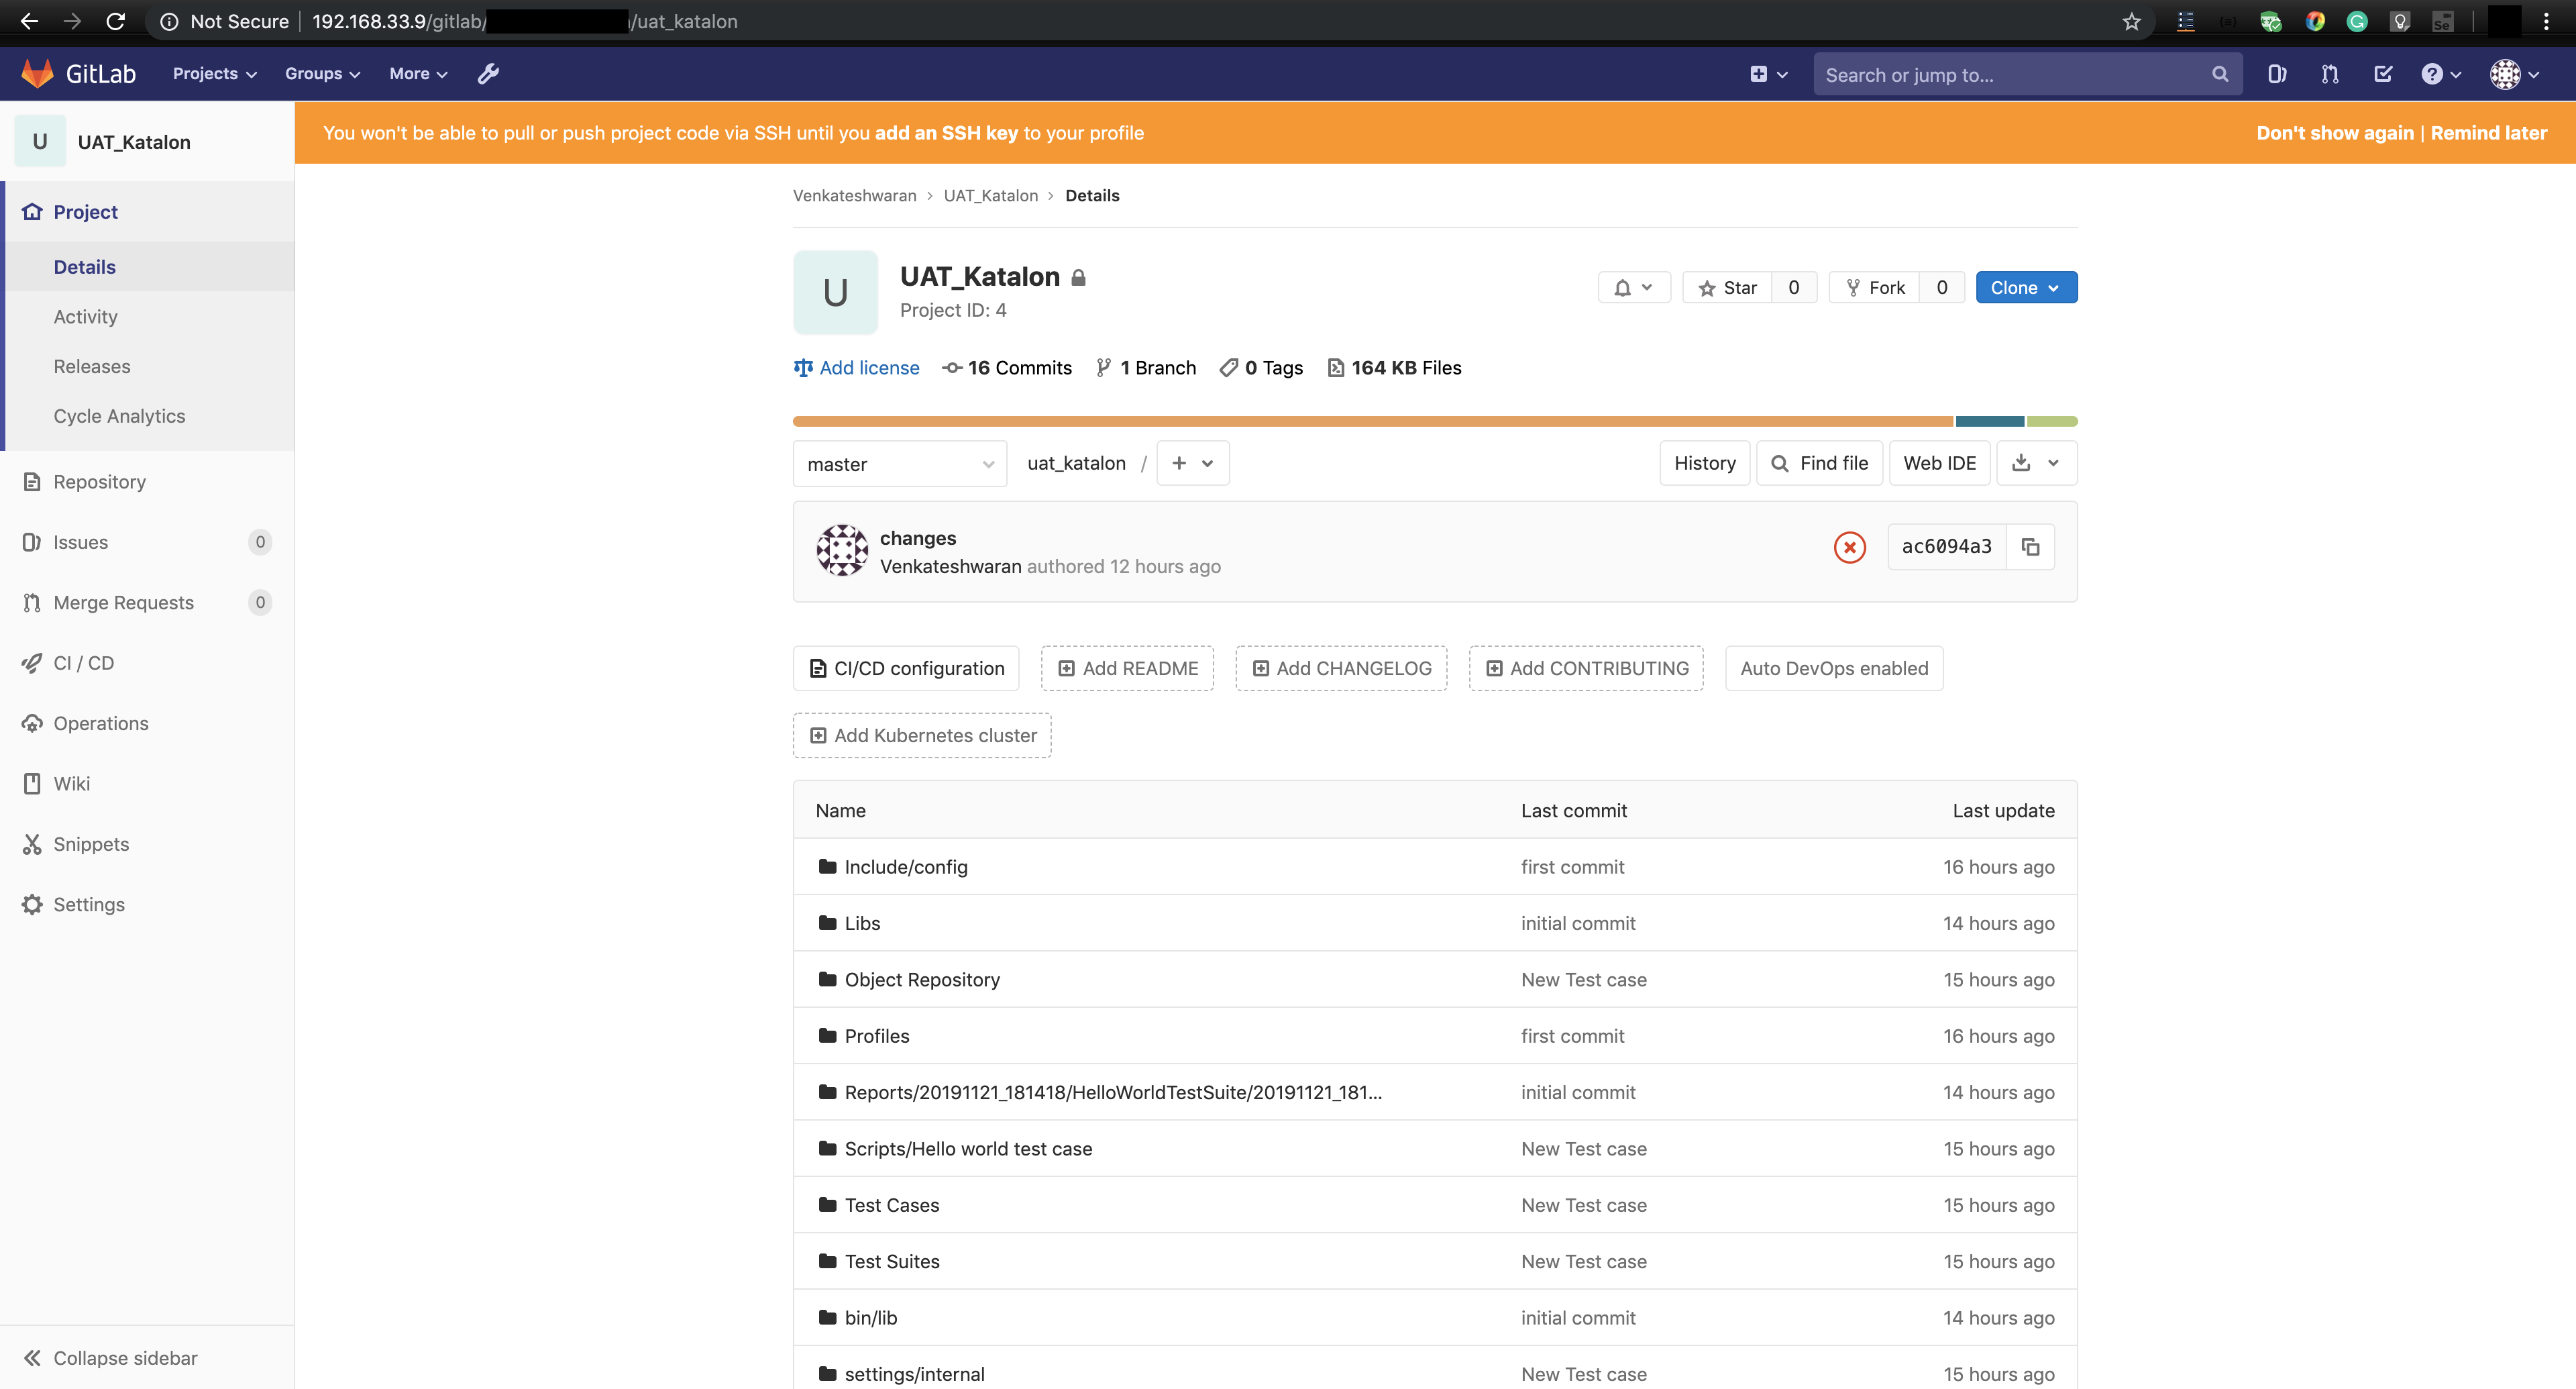 Not Secure | 192.168.33.9/gitlab/ /uat_katalon
GitLab Projects Groups More Search or jump to...
U UAT_Katalon
You won't be able to pull or push project code via SSH until you add an SSH key to your profile
Don't show again | Remind later
Project
Details
Activity
Releases
Cycle Analytics
Repository
Issues 0
Merge Requests 0
CI / CD
Operations
Wiki
Snippets
Settings
Collapse sidebar
Venkateshwaran > UAT_Katalon > Details
U
UAT_Katalon
Project ID: 4
Star 0 Fork 0 Clone
Add license 16 Commits 1 Branch 0 Tags 164 KB Files
master uat_katalon / + History Find file Web IDE
changes
Venkateshwaran authored 12 hours ago
ac6094a3
CI/CD configuration Add README Add CHANGELOG Add CONTRIBUTING Auto DevOps enabled
Add Kubernetes cluster
Name Last commit Last update
Include/config first commit 16 hours ago
Libs initial commit 14 hours ago
Object Repository New Test case 15 hours ago
Profiles first commit 16 hours ago
Reports/20191121_181418/HelloWorldTestSuite/20191121_181... initial commit 14 hours ago
Scripts/Hello world test case New Test case 15 hours ago
Test Cases New Test case 15 hours ago
Test Suites New Test case 15 hours ago
bin/lib initial commit 14 hours ago
settings/internal New Test case 15 hours ago